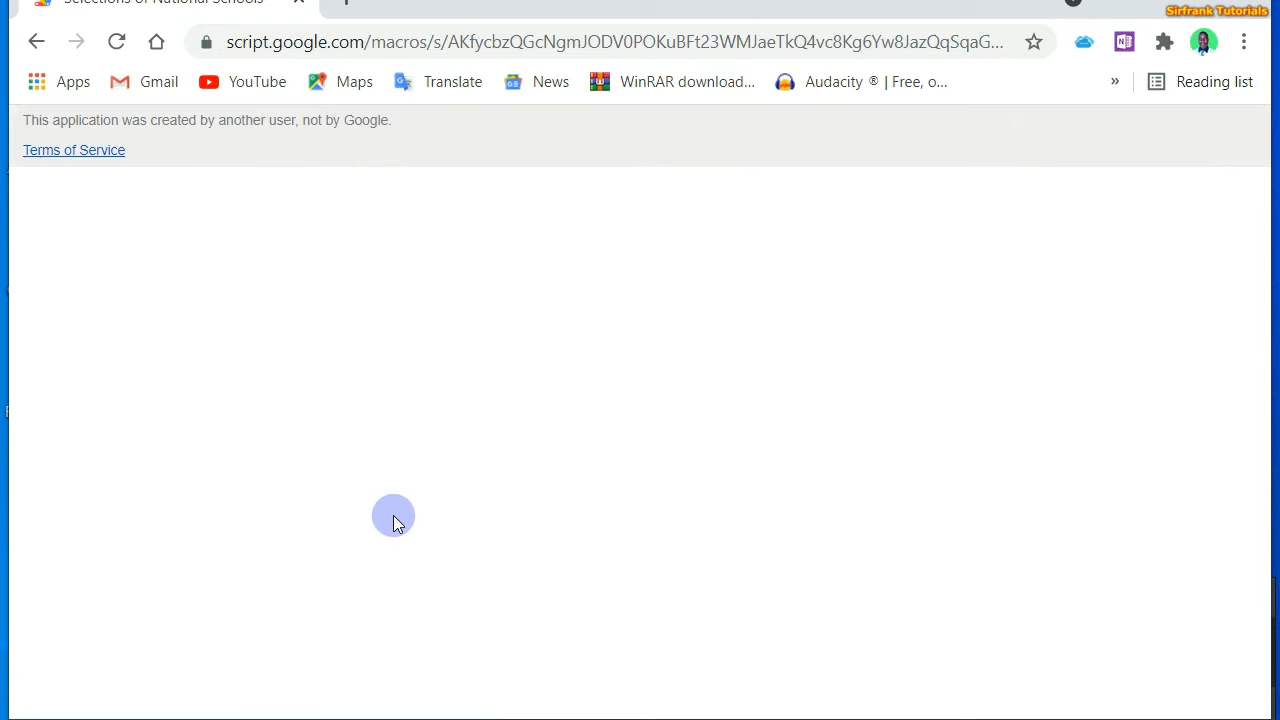 Selections of National Schools
Sirfrank Tutorials
script.google.com/macros/s/AKfycbzQGcNgmJODV0POKuBFt23WMJaeTkQ4vc8Kg6Yw8JazQqSqaG...
Apps Gmail YouTube Maps Translate News WinRAR download... Audacity ® | Free, o... » Reading list
This application was created by another user, not by Google.
Terms of Service